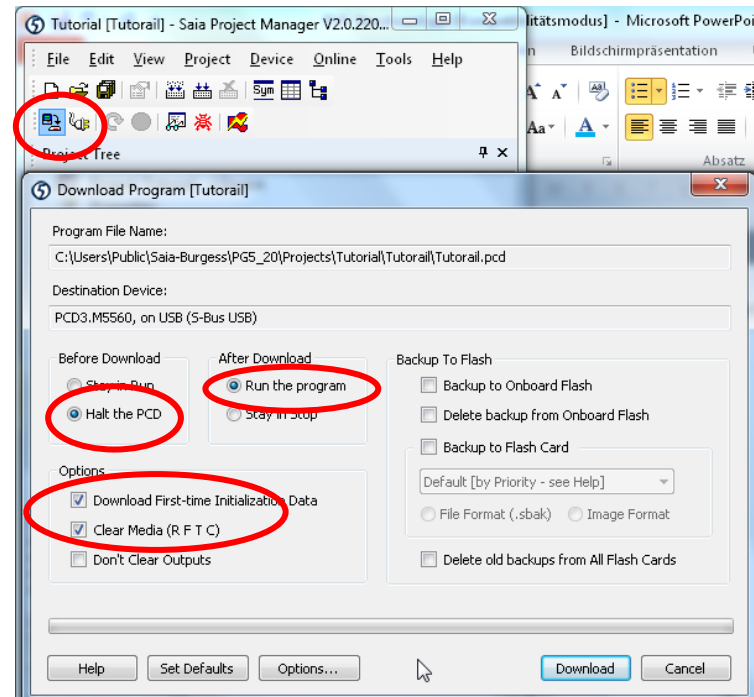 Tutorial [Tutorail] - Saia Project Manager V2.0.220...
litätsmodus] - Microsoft PowerPoi
File Edit View Project Device Online Tools Help
n Bildschirmpräsentation
Sym
Aa
A
Project Tree
Absatz
Download Program [Tutorail]
Program File Name:
C:\Users\Public\Saia-Burgess\PG5_20\Projects\Tutorial\Tutorail\Tutorail.pcd
Destination Device:
PCD3.M5560, on USB (S-Bus USB)
Before Download
After Download
Backup To Flash
Stay in Run
Run the program
Backup to Onboard Flash
Halt the PCD
Stay in Stop
Delete backup from Onboard Flash
Backup to Flash Card
Options
Default [by Priority - see Help]
Download First-time Initialization Data
File Format (.sbak) Image Format
Clear Media (R F T C)
Don't Clear Outputs
Delete old backups from All Flash Cards
Help Set Defaults Options... Download Cancel